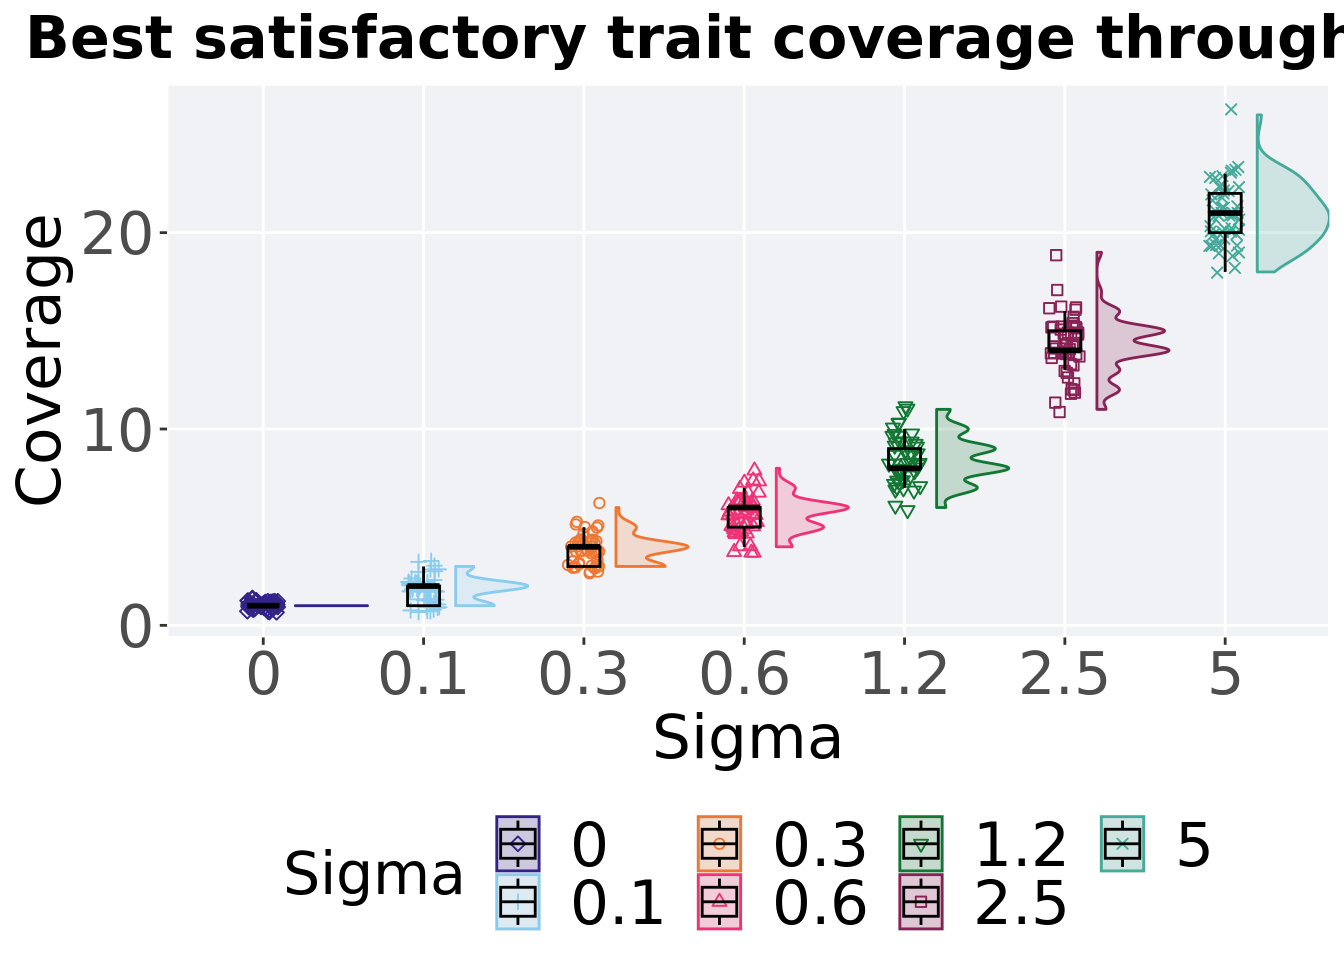 Best satisfactory trait coverage through
Coverage
20
10
0
0 0.1 0.3 0.6 1.2 2.5 5
Sigma
Sigma
0 0.3 1.2 5
0.1 0.6 2.5